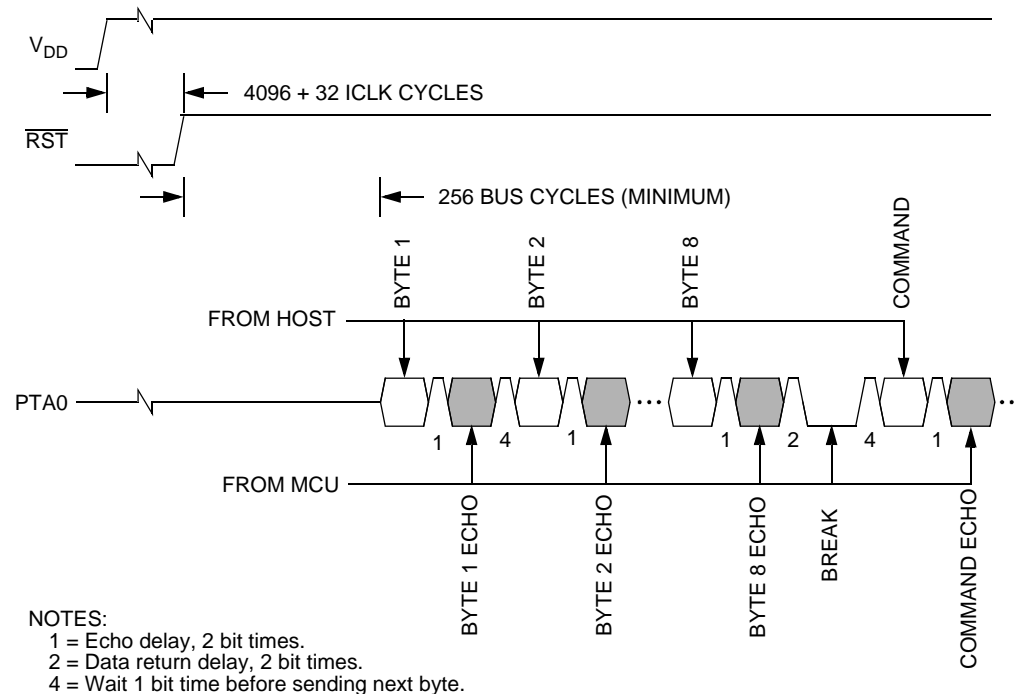 VDD
4096 + 32 ICLK CYCLES
RST
256 BUS CYCLES (MINIMUM)
BYTE 1
BYTE 2
BYTE 8
COMMAND
FROM HOST
PTA0
1
4
1
1
2
4
1
FROM MCU
BYTE 1 ECHO
BYTE 2 ECHO
BYTE 8 ECHO
BREAK
COMMAND ECHO
NOTES:
1 = Echo delay, 2 bit times.
2 = Data return delay, 2 bit times.
4 = Wait 1 bit time before sending next byte.